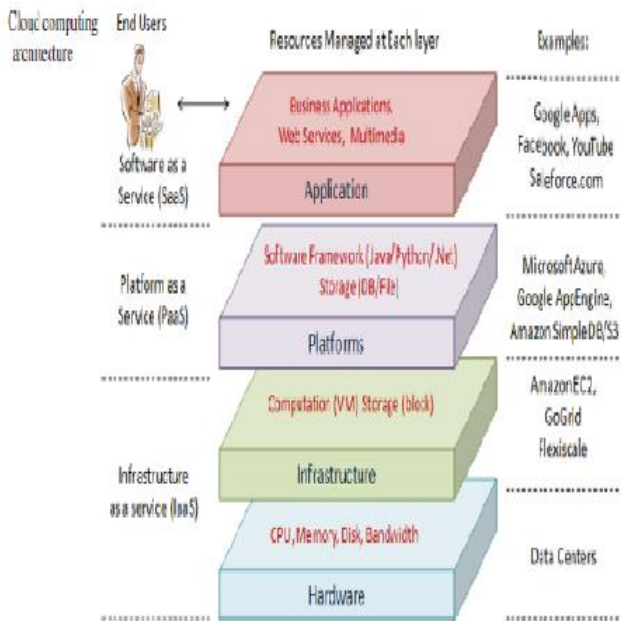 Cloud computing
architecture
End Users
Resources Managed at Each layer
Examples:
Business Applications,
Web Services, Multimedia
Application
Software as a
Service (SaaS)
Google Apps,
Facebook, YouTube
Saleforce.com
Software Framework (Java/Python/.Net)
Storage (DB/File)
Platforms
Platform as a
Service (PaaS)
Microsoft Azure,
Google AppEngine,
Amazon SimpleDB/S3
Computation (VM) Storage (block)
Infrastructure
Amazon EC2,
GoGrid
Flexiscale
Infrastructure
as a service (IaaS)
CPU, Memory, Disk, Bandwidth
Hardware
Data Centers